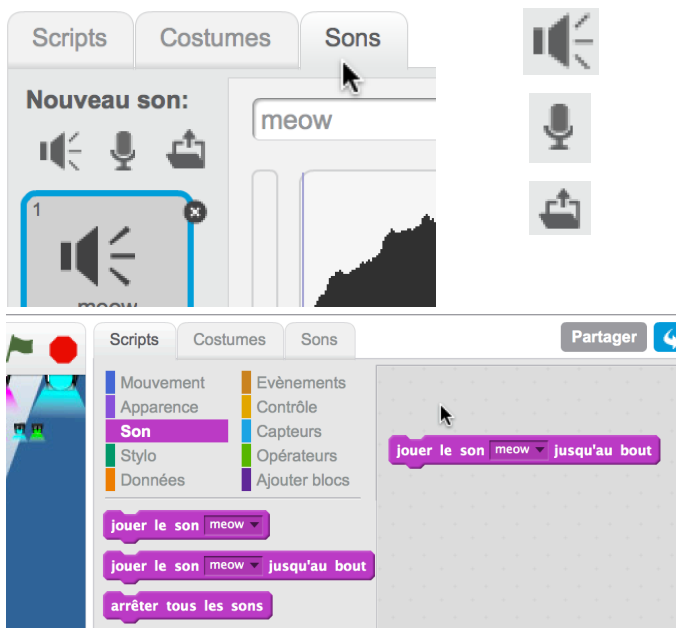 Scripts Costumes Sons
Nouveau son:
meow
1
meow
Scripts Costumes Sons
Partager
Mouvement Evènements
Apparence Contrôle
Son Capteurs
Stylo Opérateurs
Données Ajouter blocs
jouer le son meow jusqu'au bout
jouer le son meow
jouer le son meow jusqu'au bout
arrêter tous les sons